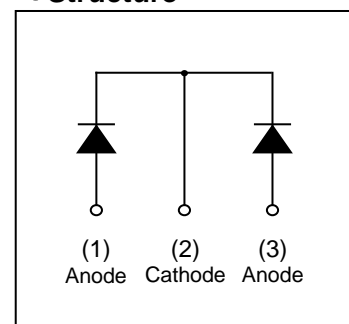 Structure
(1) (2) (3)
Anode Cathode Anode